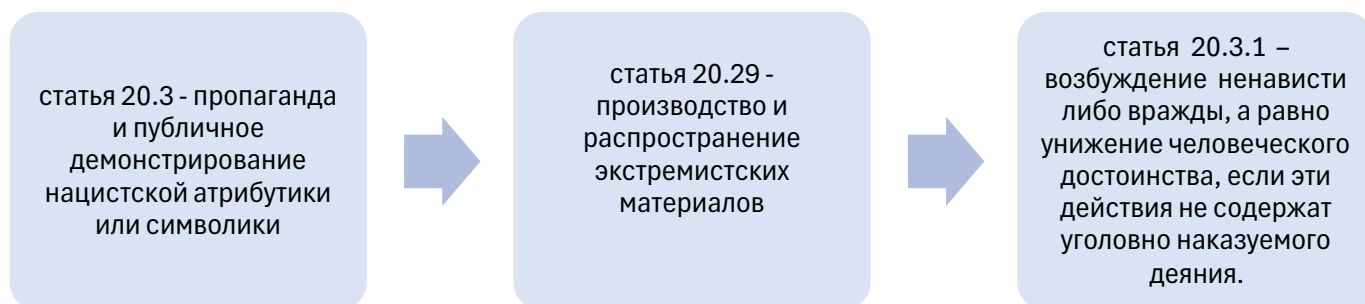 статья 20.3 - пропаганда
и публичное
демонстрирование
нацистской атрибутики
или символики
статья 20.29 -
производство и
распространение
экстремистских
материалов
статья 20.3.1 –
возбуждение ненависти
либо вражды, а равно
унижение человеческого
достоинства, если эти
действия не содержат
уголовно наказуемого
деяния.